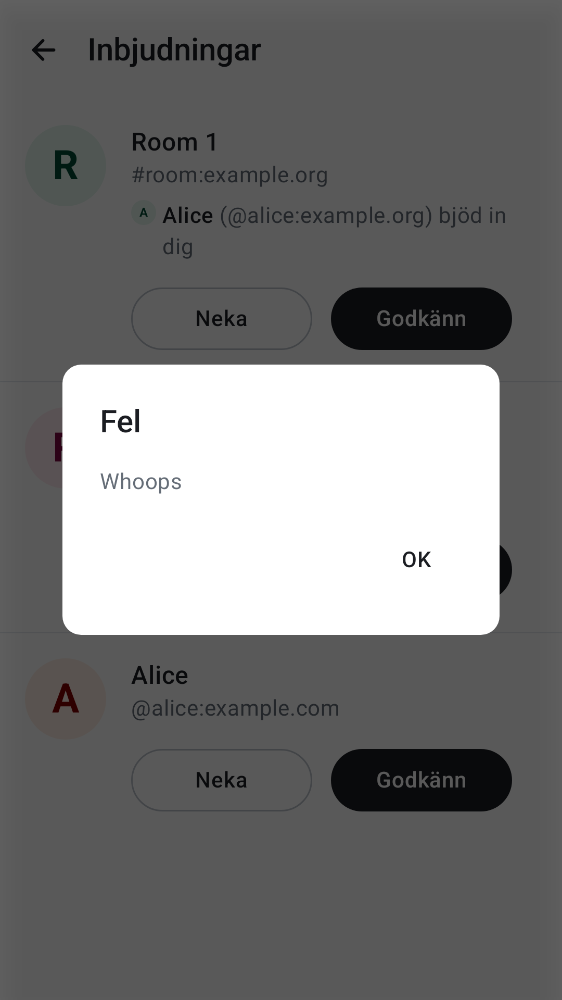 Inbjudningar
R
Room 1
#room:example.org
A Alice (@alice:example.org) bjöd in
dig
Neka
Godkänn
Fel
Whoops
OK
A
Alice
@alice:example.com
Neka
Godkänn